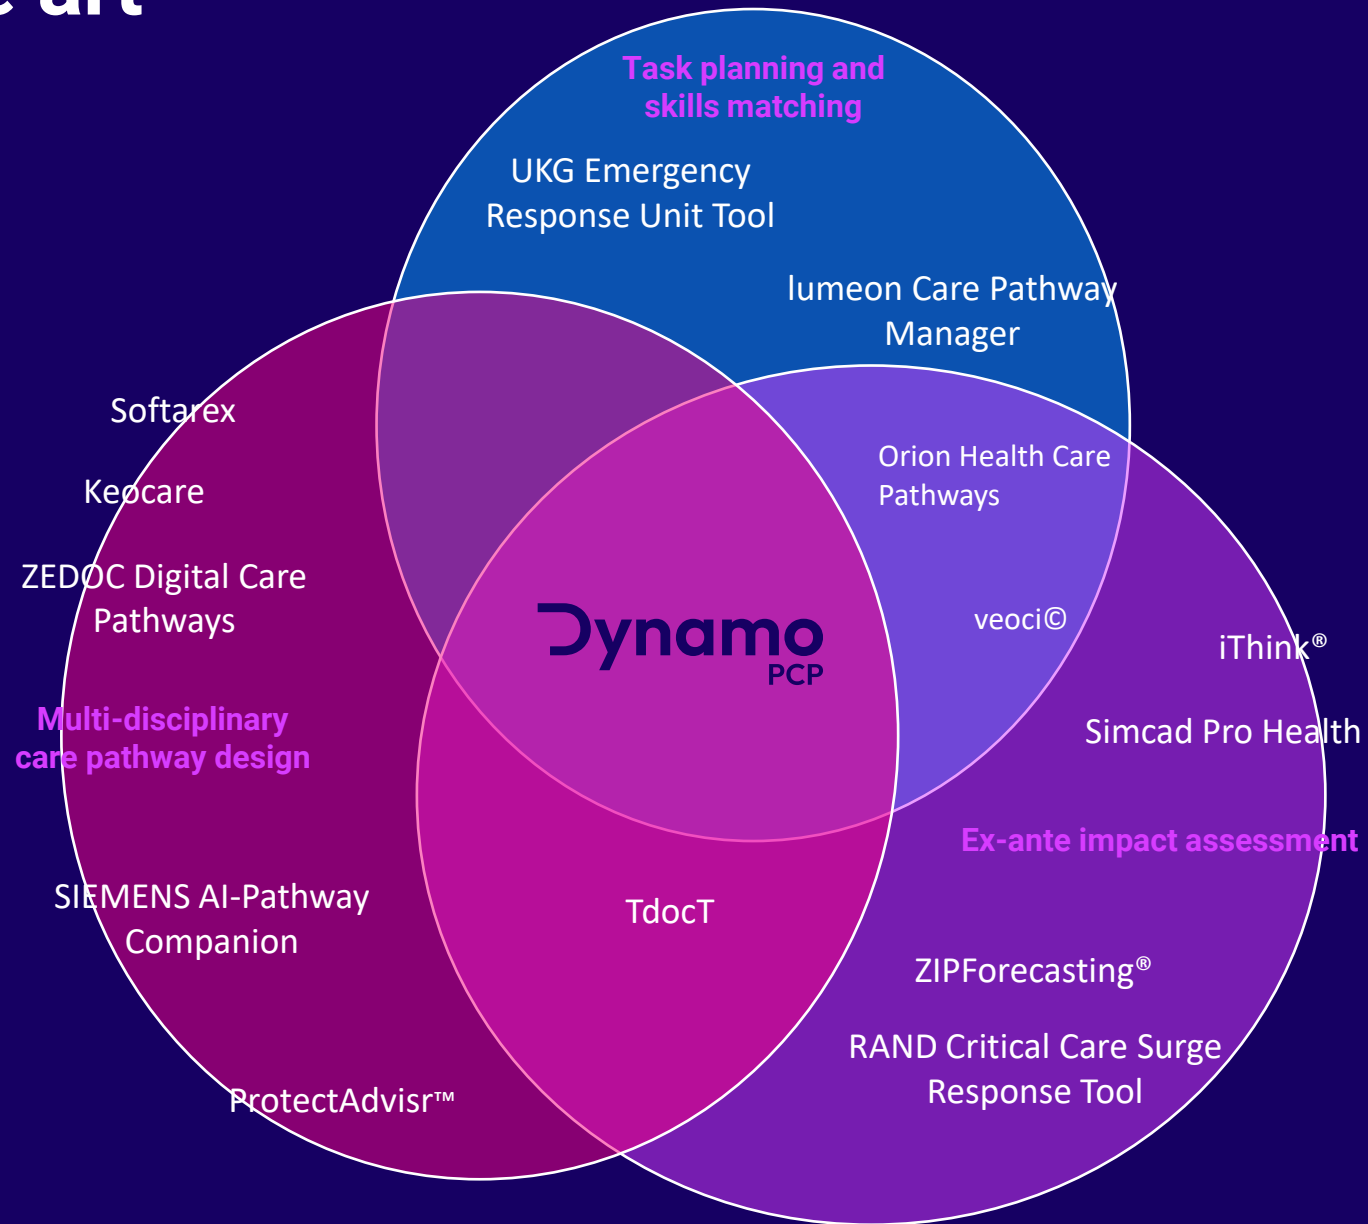 art
Task planning and
skills matching
UKG Emergency
Response Unit Tool
lumeon Care Pathway
Manager
Softarex
Keocare
ZEDOC Digital Care
Pathways
Multi-disciplinary
care pathway design
SIEMENS AI-Pathway
Companion
ProtectAdvisr™
Orion Health Care
Pathways
veoci©
Dynamo
PCP
TdocT
iThink®
Simcad Pro Health
Ex-ante impact assessment
ZIPForecasting®
RAND Critical Care Surge
Response Tool